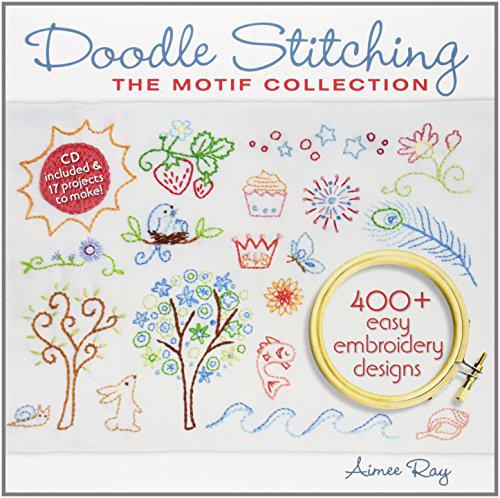 Doodle Stitching
THE MOTIF COLLECTION
CD
included &
17 projects
to make!
400+
easy
embroidery
designs
Aimee Ray